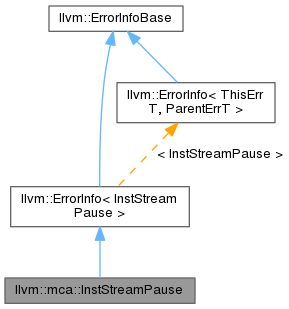 llvm::ErrorInfoBase
llvm::ErrorInfo< ThisErr
T, ParentErrT >
< InstStreamPause >
llvm::ErrorInfo< InstStream
Pause >
llvm::mca::InstStreamPause